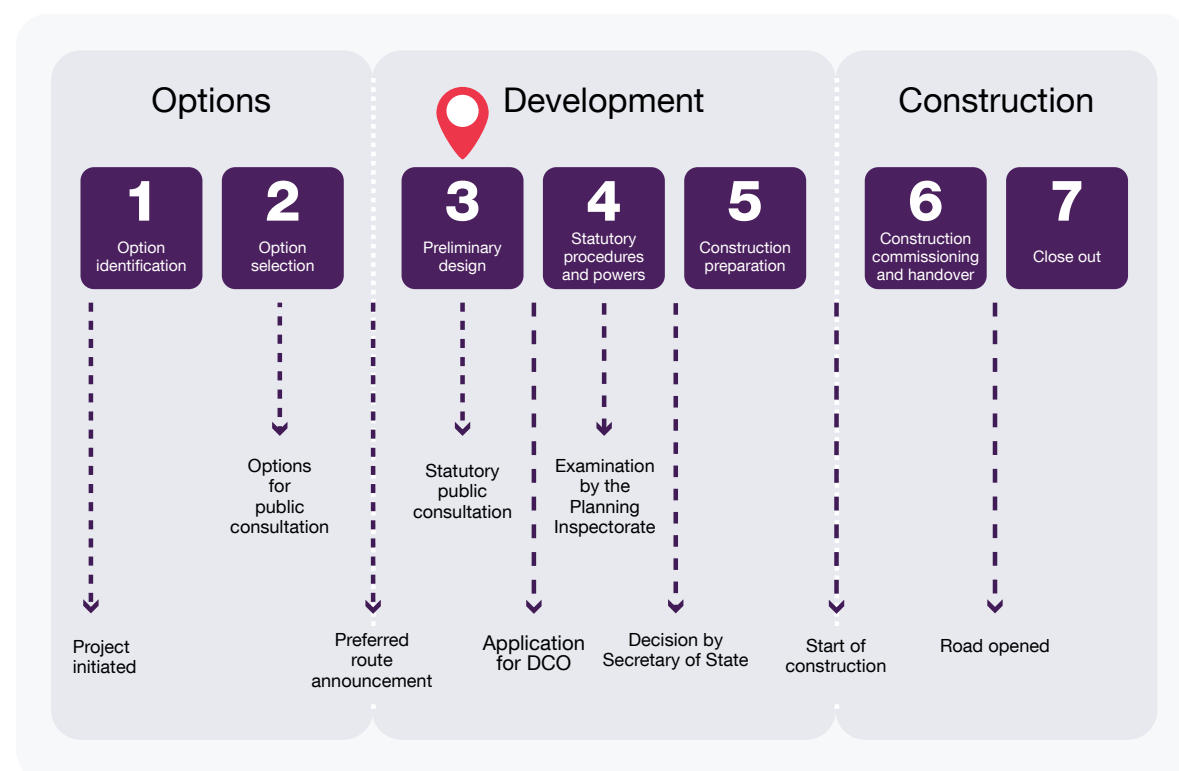 Options
Development
Construction
1
Option
identification
2
Option
selection
3
Preliminary
design
4
Statutory
procedures
and powers
5
Construction
preparation
6
Construction
commissioning
and handover
7
Close out
Options
for
public
consultation
Statutory
public
consultation
Examination
by the
Planning
Inspectorate
Project
initiated
Preferred
route
announcement
Application
for DCO
Decision by
Secretary of State
Start of
construction
Road opened